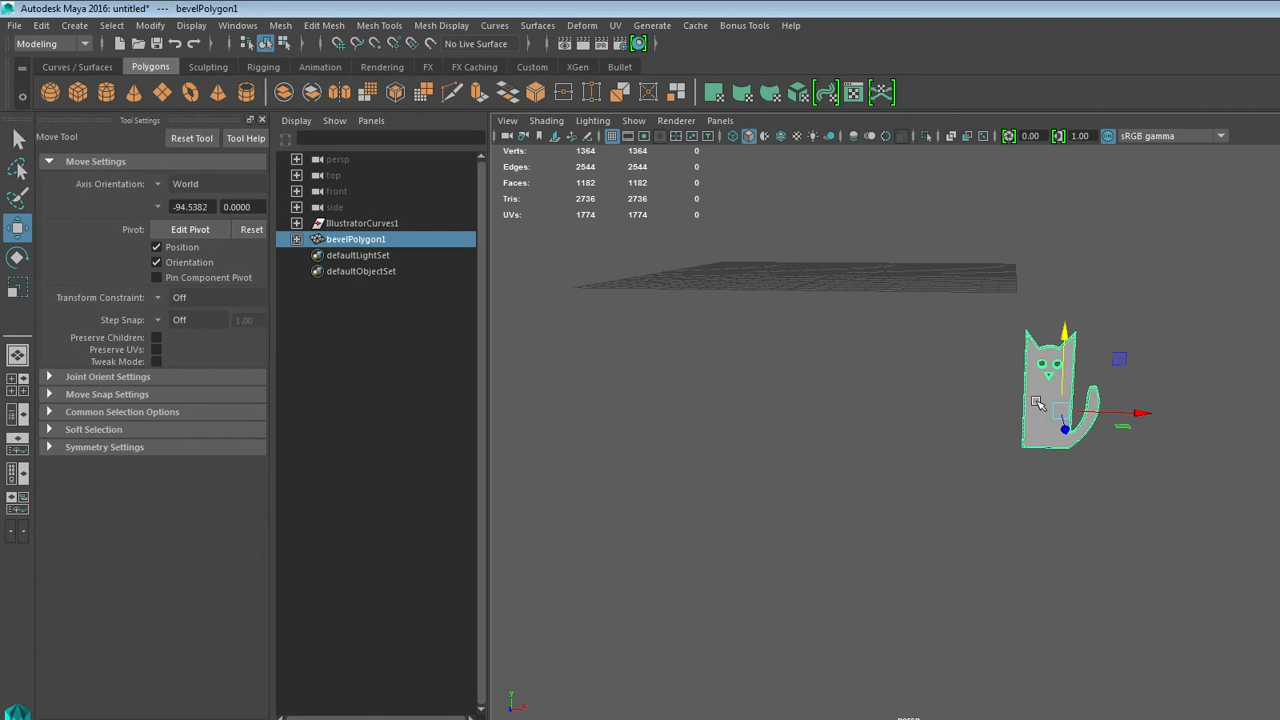 Autodesk Maya 2016: untitled* --- bevelPolygon1
File Edit Create Select Modify Display Windows Mesh Edit Mesh Mesh Tools Mesh Display Curves Surfaces Deform UV Generate Cache Bonus Tools Help
Modeling No Live Surface
Curves / Surfaces Polygons Sculpting Rigging Animation Rendering FX FX Caching Custom XGen Bullet
Tool Settings
Display Show Panels
View Shading Lighting Show Renderer Panels
Move Tool Reset Tool Tool Help
0.00 1.00 sRGB gamma
Move Settings
Axis Orientation: World
-94.5382 0.0000
Pivot: Edit Pivot Reset
Position
Orientation
Pin Component Pivot
Transform Constraint: Off
Step Snap: Off 1.00
Preserve Children:
Preserve UVs:
Tweak Mode:
Joint Orient Settings
Move Snap Settings
Common Selection Options
Soft Selection
Symmetry Settings
persp
top
front
side
IllustratorCurves1
bevelPolygon1
defaultLightSet
defaultObjectSet
Verts: 1364 1364 0
Edges: 2544 2544 0
Faces: 1182 1182 0
Tris: 2736 2736 0
UVs: 1774 1774 0
y
x